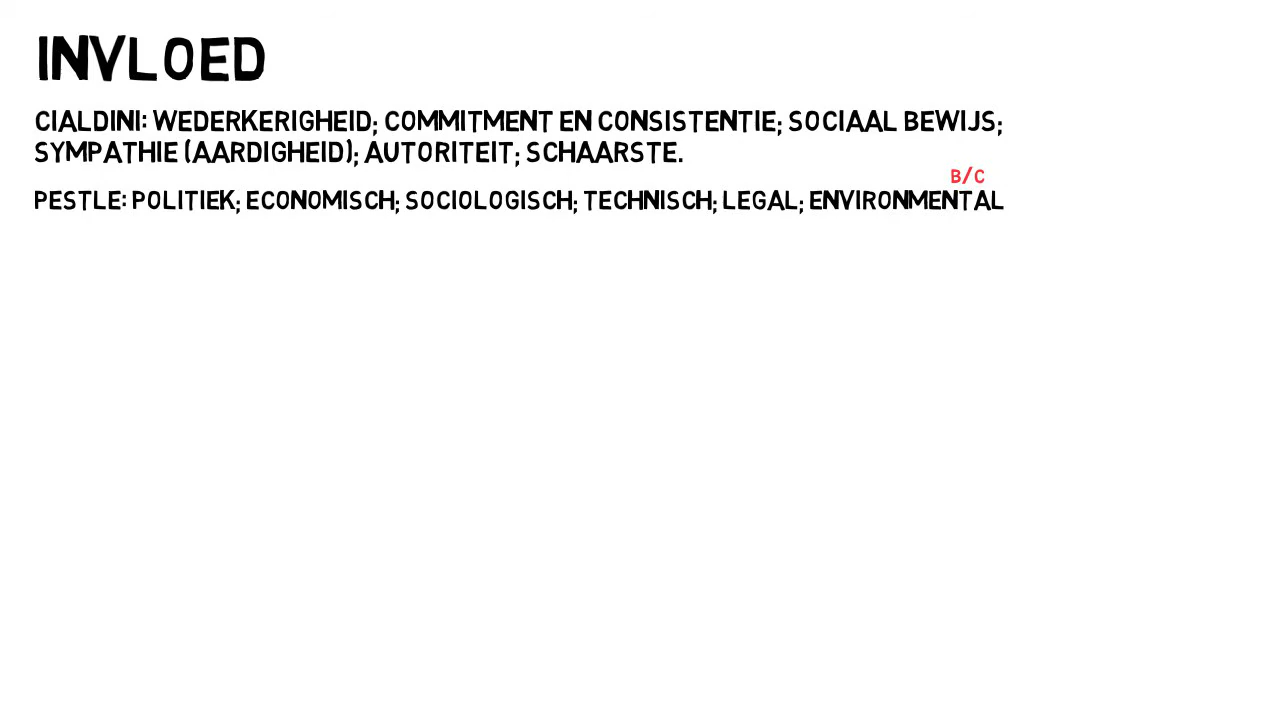 INVLOED
CIALDINI: WEDERKERIGHEID; COMMITMENT EN CONSISTENTIE; SOCIAAL BEWIJS;
SYMPATHIE (AARDIGHEID); AUTORITEIT; SCHAARSTE.
B/C
PESTLE: POLITIEK; ECONOMISCH; SOCIOLOGISCH; TECHNISCH; LEGAL; ENVIRONMENTAL